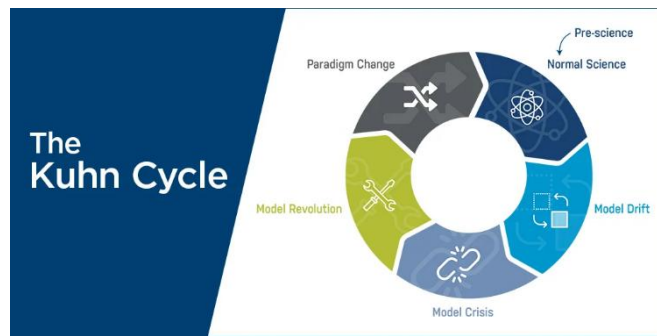 The
Kuhn Cycle
Pre-science
Normal Science
Model Drift
Model Crisis
Model Revolution
Paradigm Change